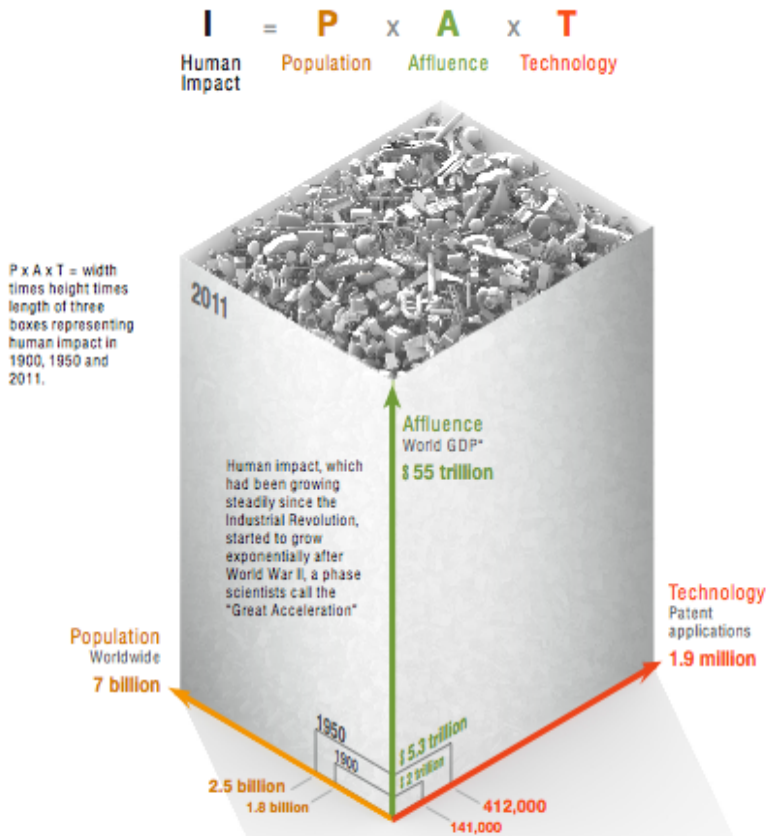 I = P x A x T
Human Impact Population Affluence Technology
P x A x T = width
times height times
length of three
boxes representing
human impact in
1900, 1950 and
2011.
2011
Affluence
World GDP*
$ 55 trillion
Human impact, which
had been growing
steadily since the
Industrial Revolution,
started to grow
exponentially after
World War II, a phase
scientists call the
"Great Acceleration"
Technology
Patent
applications
1.9 million
Population
Worldwide
7 billion
1950
$ 5.3 trillion
1900
$ 2 trillion
2.5 billion
1.8 billion
412,000
141,000